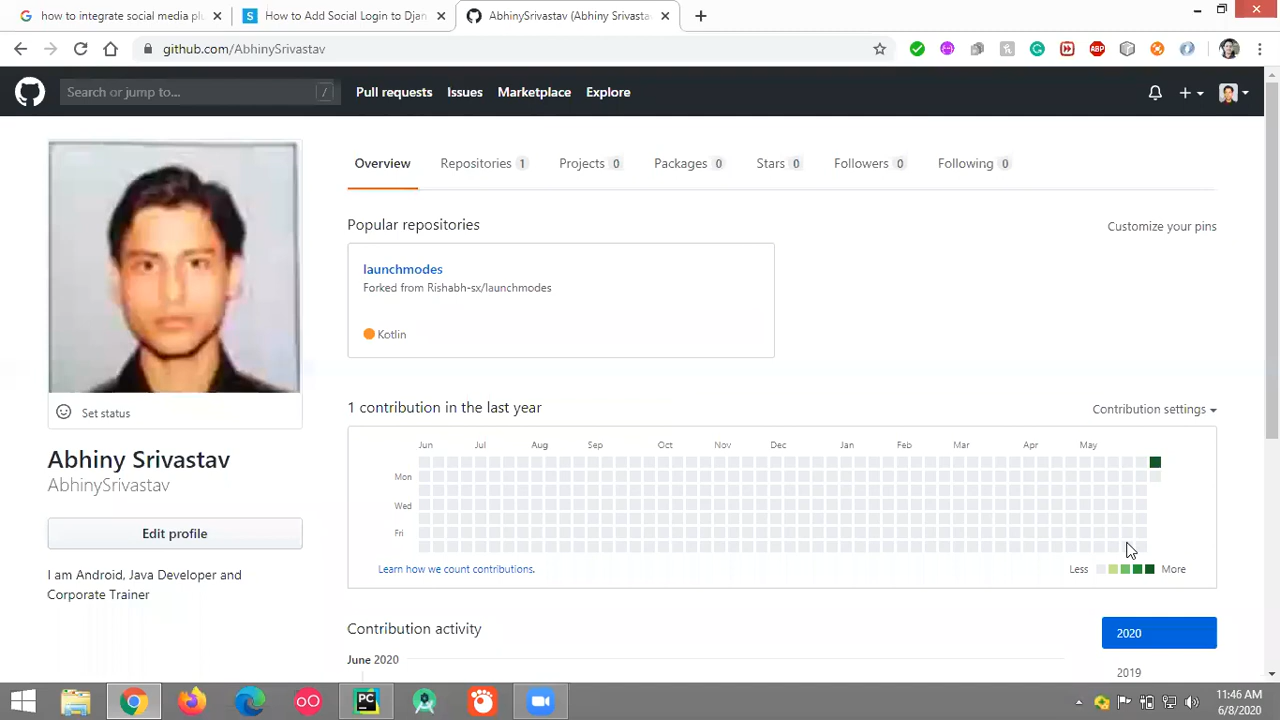 how to integrate social media pl
How to Add Social Login to Djan
AbhinySrivastav (Abhiny Srivasta
github.com/AbhinySrivastav
ABP
Search or jump to...
/
Pull requests
Issues
Marketplace
Explore
Overview
Repositories 1
Projects 0
Packages 0
Stars 0
Followers 0
Following 0
Popular repositories
Customize your pins
launchmodes
Forked from Rishabh-sx/launchmodes
Kotlin
Set status
Abhiny Srivastav
AbhinySrivastav
Edit profile
I am Android, Java Developer and
Corporate Trainer
1 contribution in the last year
Contribution settings
Jun Jul Aug Sep Oct Nov Dec Jan Feb Mar Apr May
Mon
Wed
Fri
Learn how we count contributions.
Less
More
Contribution activity
2020
June 2020
2019
PC
11:46 AM
6/8/2020